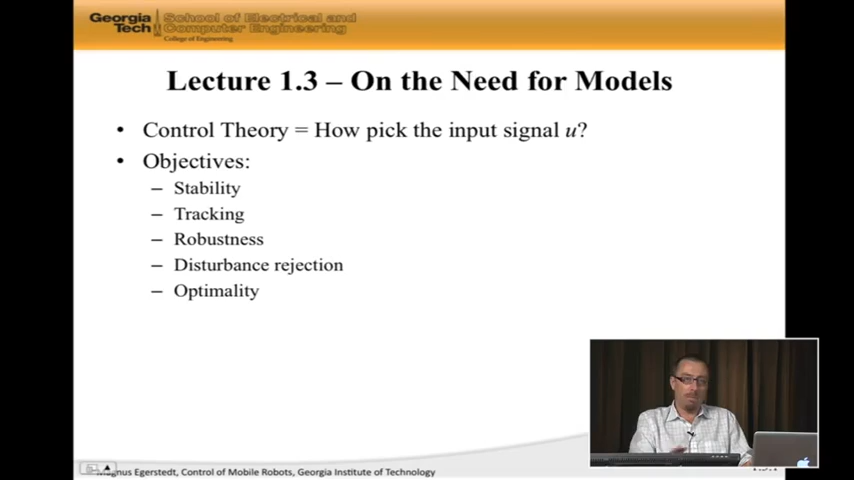 Georgia Tech
School of Electrical and Computer Engineering
College of Engineering
Lecture 1.3 – On the Need for Models
• Control Theory = How pick the input signal u?
• Objectives:
– Stability
– Tracking
– Robustness
– Disturbance rejection
– Optimality
Egerstedt, Control of Mobile Robots, Georgia Institute of Technology